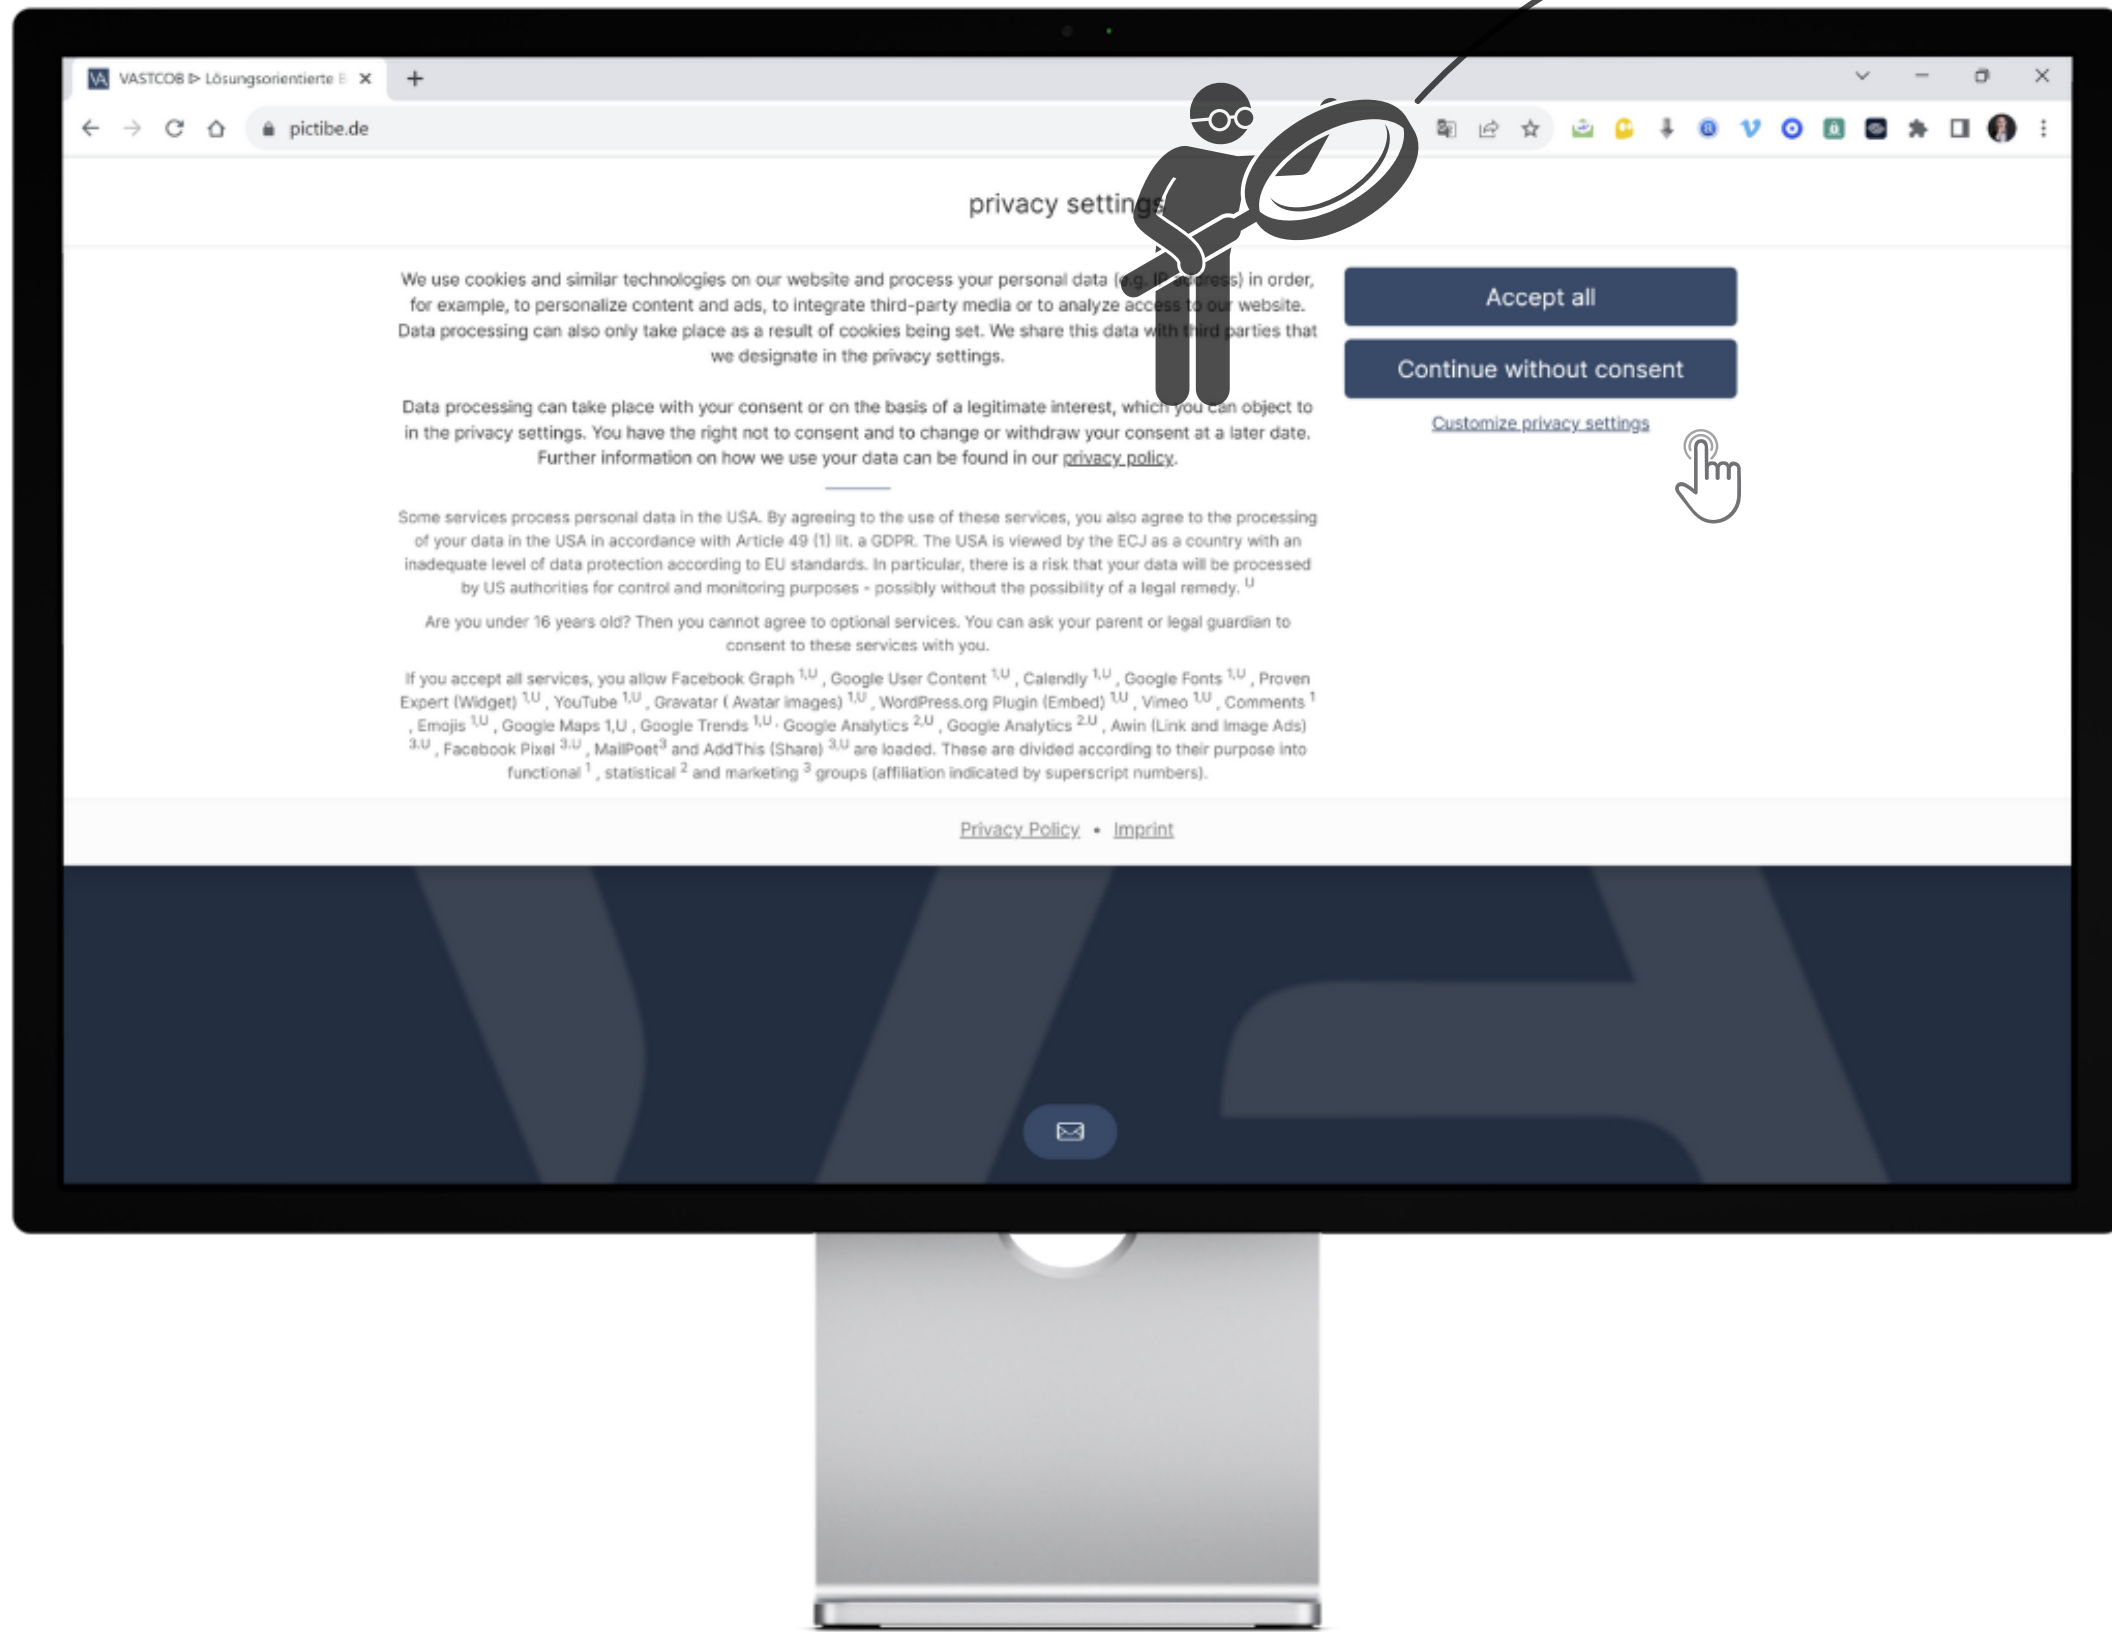 VA VASTCOB ⊳ Lösungsorientierte
pictibe.de
privacy settings
We use cookies and similar technologies on our website and process your personal data (e.g. IP address) in order,
for example, to personalize content and ads, to integrate third-party media or to analyze access to our website.
Data processing can also only take place as a result of cookies being set. We share this data with third parties that
we designate in the privacy settings.
Data processing can take place with your consent or on the basis of a legitimate interest, which you can object to
in the privacy settings. You have the right not to consent and to change or withdraw your consent at a later date.
Further information on how we use your data can be found in our privacy policy.
Accept all
Continue without consent
Customize privacy settings
Some services process personal data in the USA. By agreeing to the use of these services, you also agree to the processing
of your data in the USA in accordance with Article 49 (1) lit. a GDPR. The USA is viewed by the ECJ as a country with an
inadequate level of data protection according to EU standards. In particular, there is a risk that your data will be processed
by US authorities for control and monitoring purposes - possibly without the possibility of a legal remedy. U
Are you under 16 years old? Then you cannot agree to optional services. You can ask your parent or legal guardian to
consent to these services with you.
If you accept all services, you allow Facebook Graph 1,U , Google User Content 1,U , Calendly 1,U , Google Fonts 1,U , Proven
Expert (Widget) 1,U , YouTube 1,U , Gravatar ( Avatar images) 1,U , WordPress.org Plugin (Embed) 1,U , Vimeo 1,U , Comments 1
, Emojis 1,U , Google Maps 1,U , Google Trends 1,U . Google Analytics 2,U , Google Analytics 2.U , Awin (Link and Image Ads)
3.U , Facebook Pixel 3.U , MailPoet3 and AddThis (Share) 3,U are loaded. These are divided according to their purpose into
functional 1 , statistical 2 and marketing 3 groups (affiliation indicated by superscript numbers).
Privacy Policy • Imprint